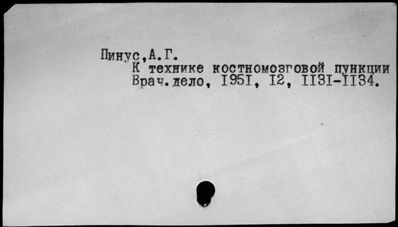 Пинус,А.Г.
К технике костномозговой пункции
Врач.дело, 1951, 12, 1131-1134.